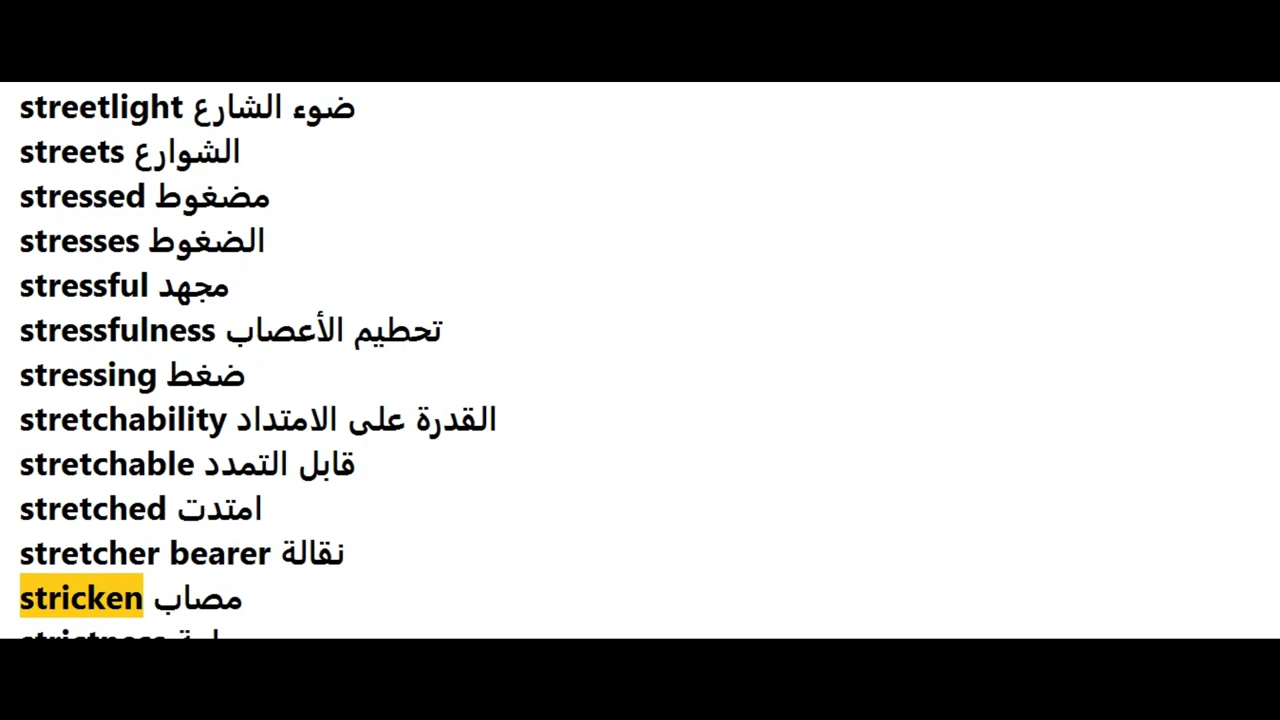 streetlight ضوء الشارع
streets الشوارع
stressed مضغوط
stresses الضغوط
stressful مجهد
stressfulness تحطيم الأعصاب
stressing ضغط
stretchability القدرة على الامتداد
stretchable قابل التمدد
stretched امتدت
stretcher bearer نقالة
stricken مصاب
strictness